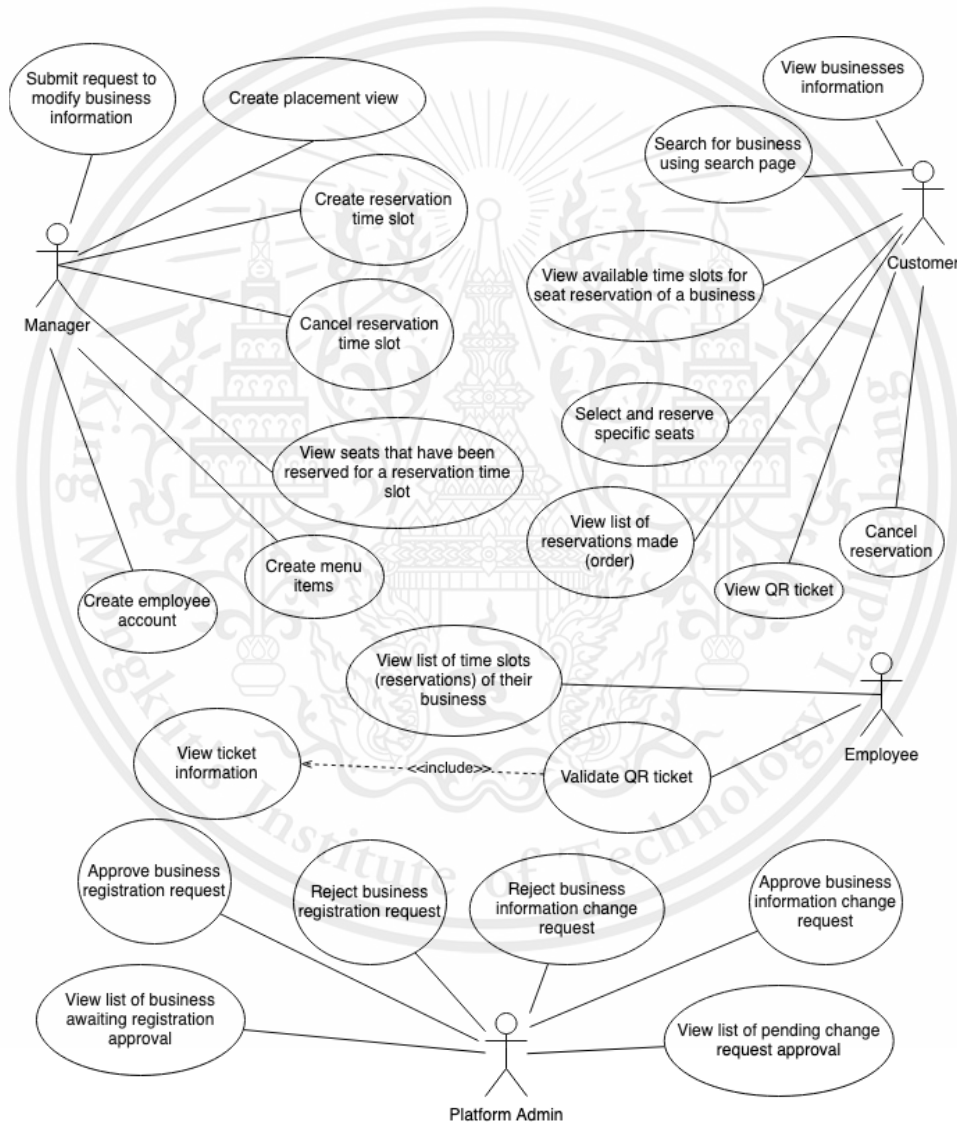 Submit request to
modify business
information
Create placement view
View businesses
information
Search for business
using search page
Create reservation
time slot
View available time slots for
seat reservation of a business
Customer
Manager
Cancel reservation
time slot
Select and reserve
specific seats
View seats that have been
reserved for a reservation time
slot
View list of
reservations made
(order)
Cancel
reservation
Create menu
items
View QR ticket
Create employee
account
View list of time slots
(reservations) of their
business
Employee
View ticket
information
<<include>>
Validate QR ticket
Approve business
registration request
Reject business
registration request
Reject business
information change
request
Approve business
information change
request
View list of business
awaiting registration
approval
View list of pending change
request approval
Platform Admin
King Mongkut's Institute of Technology Ladkrabang